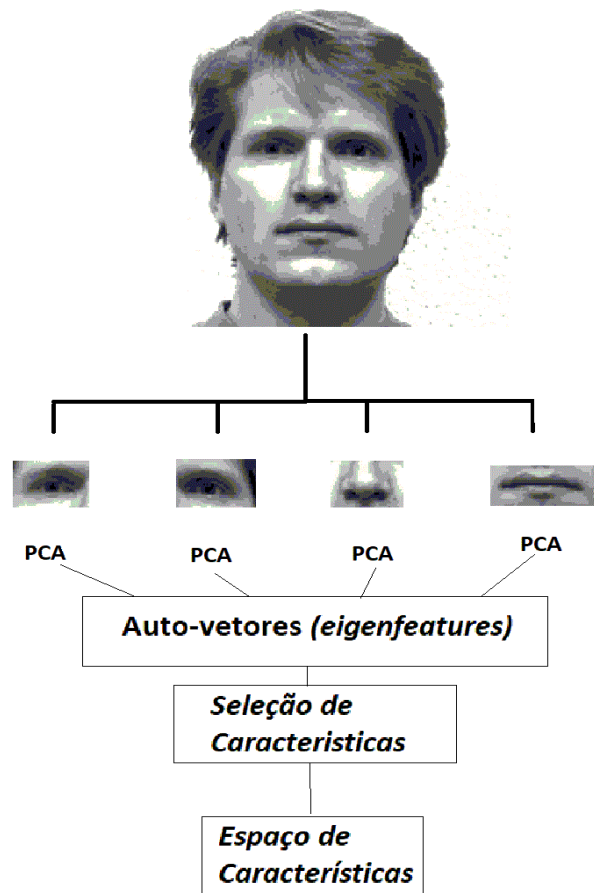 PCA
PCA
PCA
PCA
Auto-vetores (eigenfeatures)
Seleção de
Caracteristicas
Espaço de
Características